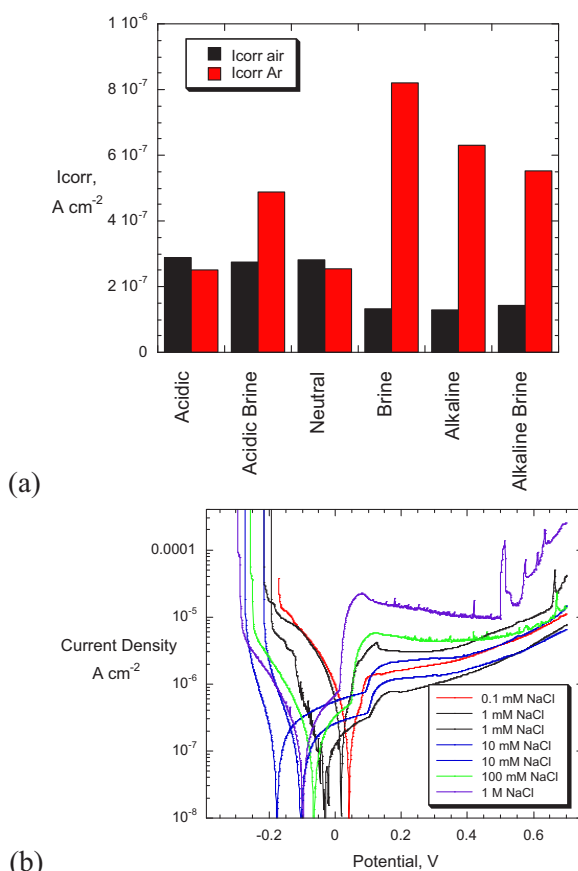 1 10-6
Icorr air
Icorr Ar
8 10-7
6 10-7
Icorr,
A cm-2
4 10-7
2 10-7
0
Acidic
Acidic Brine
Neutral
Brine
Alkaline
Alkaline Brine
(a)
0.0001
10-5
Current Density
A cm-2
10-6
0.1 mM NaCl
1 mM NaCl
1 mM NaCl
10 mM NaCl
10 mM NaCl
100 mM NaCl
1 M NaCl
10-7
10-8
-0.2 0 0.2 0.4 0.6
Potential, V
(b)